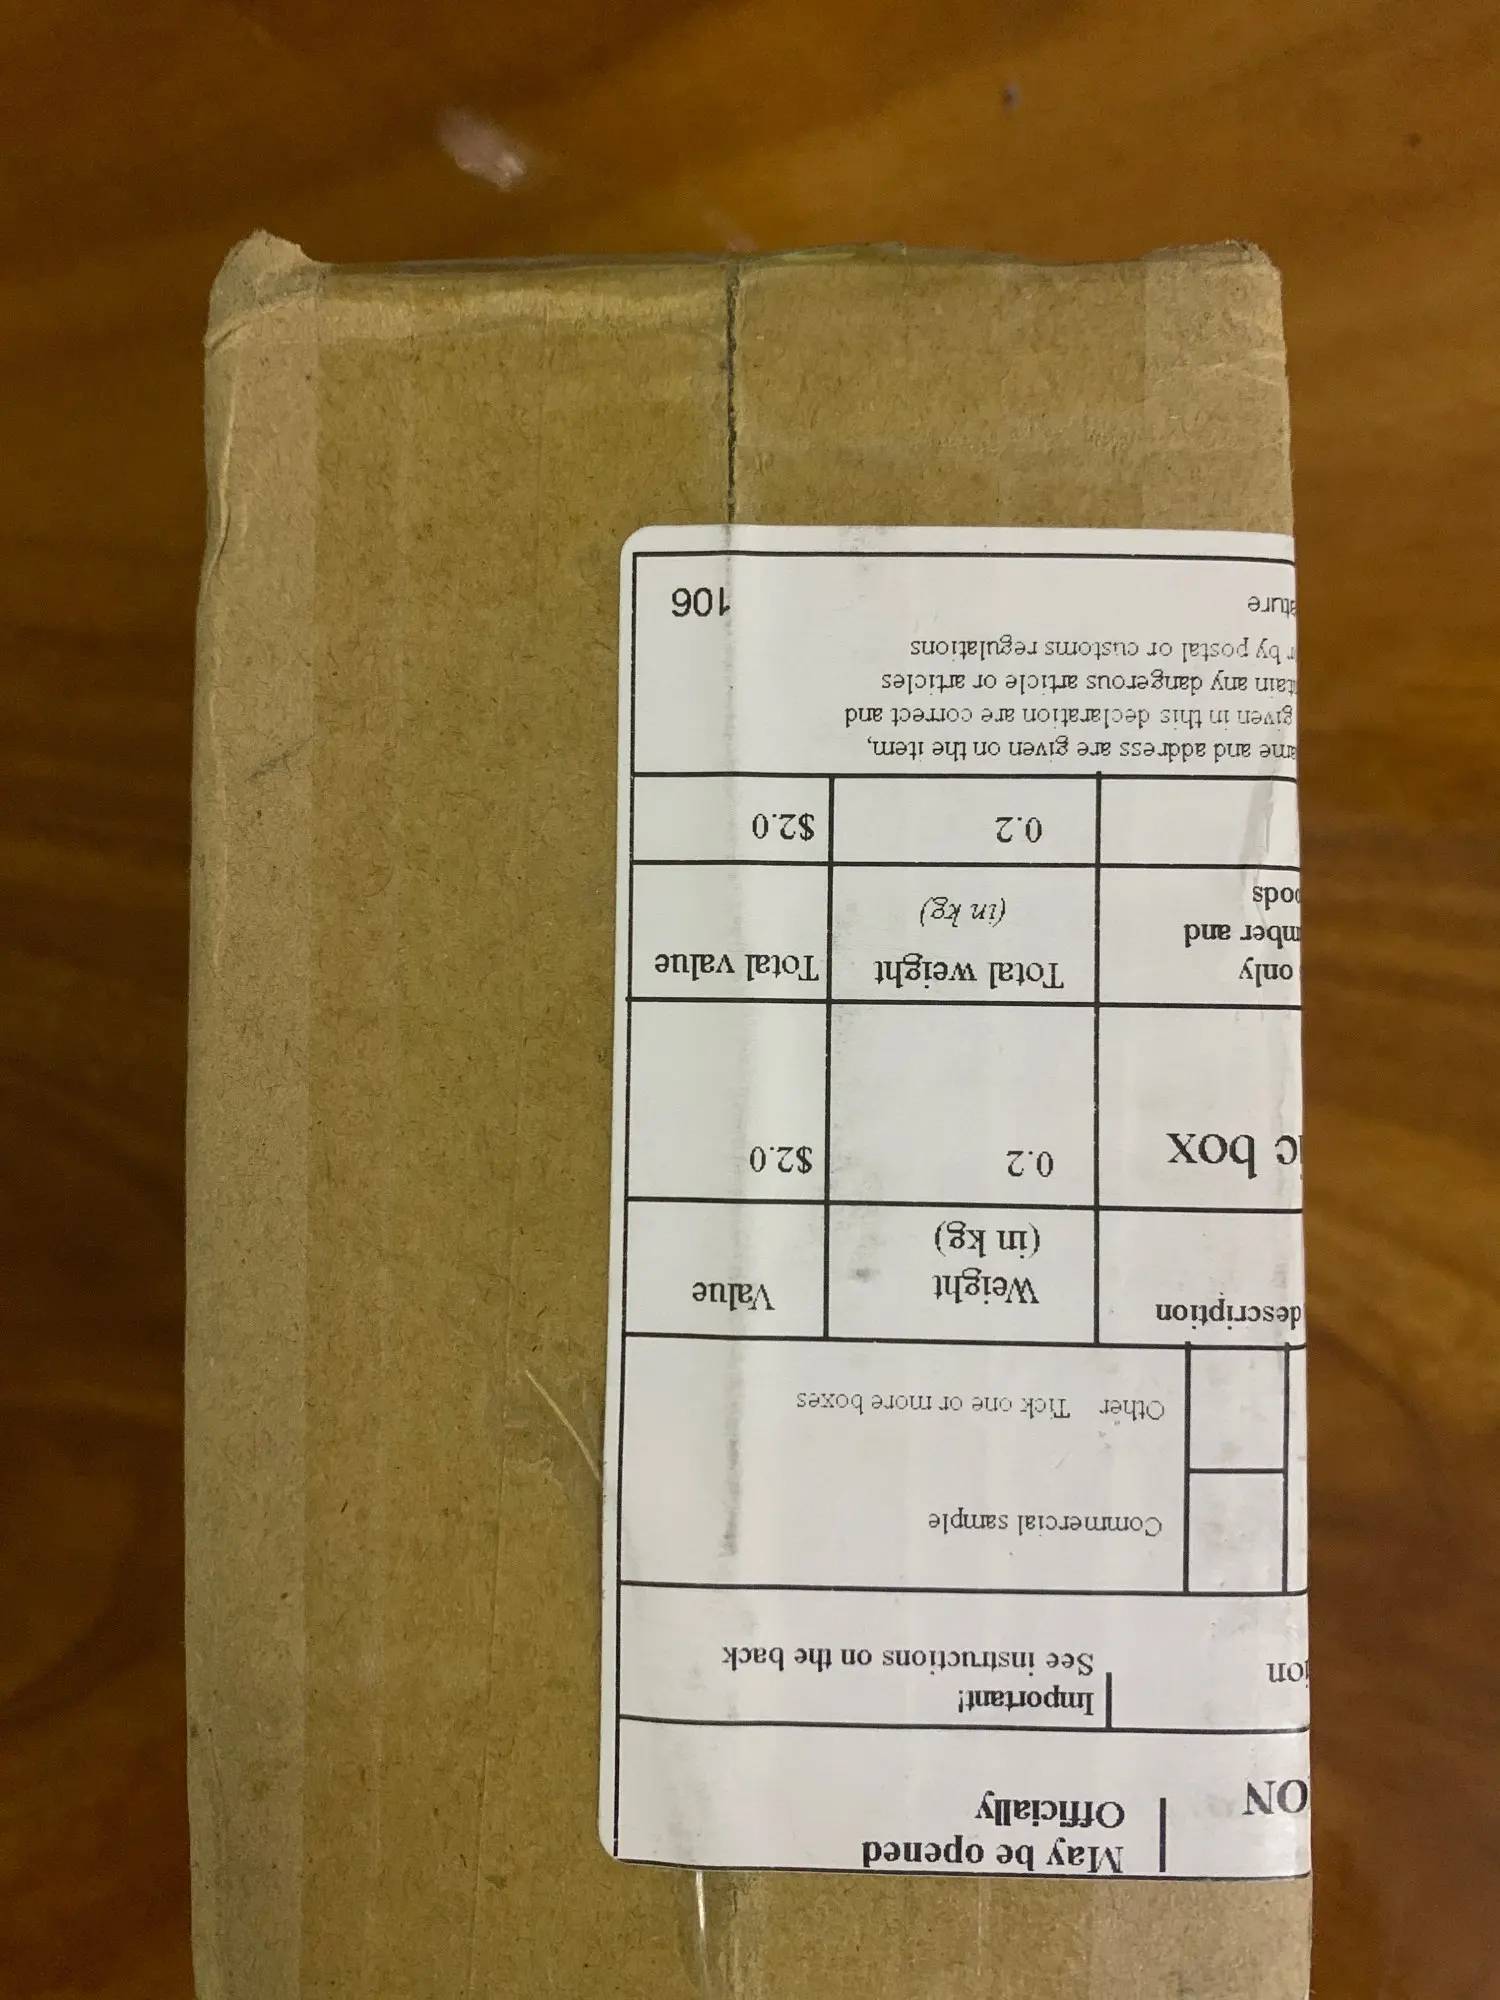 ON May be opened
Officially
Important!
ion See instructions on the back
Commercial sample
Other Tick one or more boxes
description Weight Value
(in kg)
ic box 0.2 $2.0
only Total weight Total value
mber and (in kg)
oods
0.2 $2.0
ame and address are given on the item,
given in this declaration are correct and
tain any dangerous article or articles
r by postal or customs regulations
ature 106